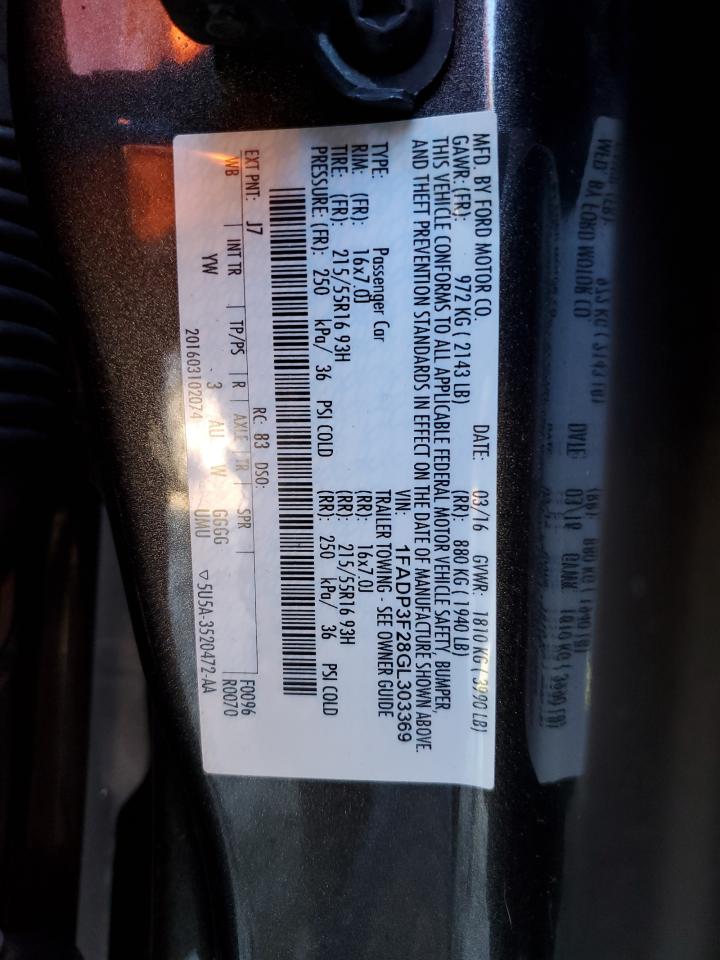 MFD. BY FORD MOTOR CO. DATE: 03/16 GVWR: 1810 KG ( 3990 LB)
GAWR: (FR): 972 KG ( 2143 LB) (RR): 880 KG ( 1940 LB)
THIS VEHICLE CONFORMS TO ALL APPLICABLE FEDERAL MOTOR VEHICLE SAFETY, BUMPER,
AND THEFT PREVENTION STANDARDS IN EFFECT ON THE DATE OF MANUFACTURE SHOWN ABOVE.
VIN: 1FADP3F28GL303369
TYPE: Passenger Car TRAILER TOWING - SEE OWNER GUIDE
RIM: (FR): 16x7.0J (RR): 16x7.0J
TIRE: (FR): 215/55R16 93H (RR): 215/55R16 93H
PRESSURE: (FR): 250 kPa/ 36 PSI COLD (RR): 250 kPa/ 36 PSI COLD
EXT PNT: J7 RC: 83 DSO: F0096
WB INT TR TP/PS R AXLE TR SPR R0070
YW 3 AU W GGGG
201603102074 UMU ▽5U5A-3520472-AA